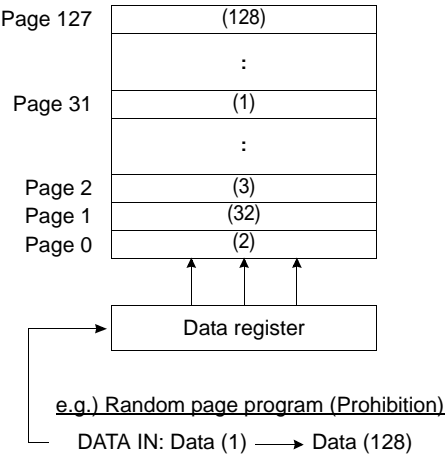 Page 127 (128)
:
Page 31 (1)
:
Page 2 (3)
Page 1 (32)
Page 0 (2)
Data register
e.g.) Random page program (Prohibition)
DATA IN: Data (1) → Data (128)